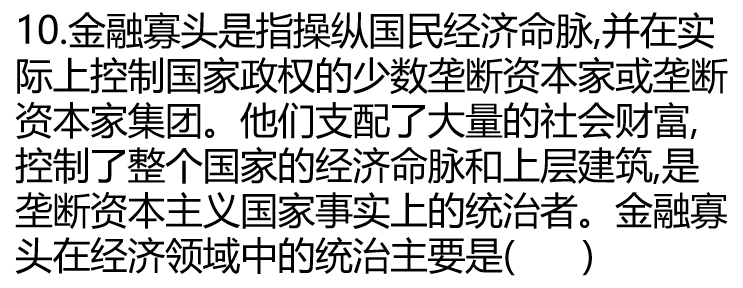 10.金融寡头是指操纵国民经济命脉,并在实
际上控制国家政权的少数垄断资本家或垄断
资本家集团。他们支配了大量的社会财富,
控制了整个国家的经济命脉和上层建筑,是
垄断资本主义国家事实上的统治者。金融寡
头在经济领域中的统治主要是(　　)